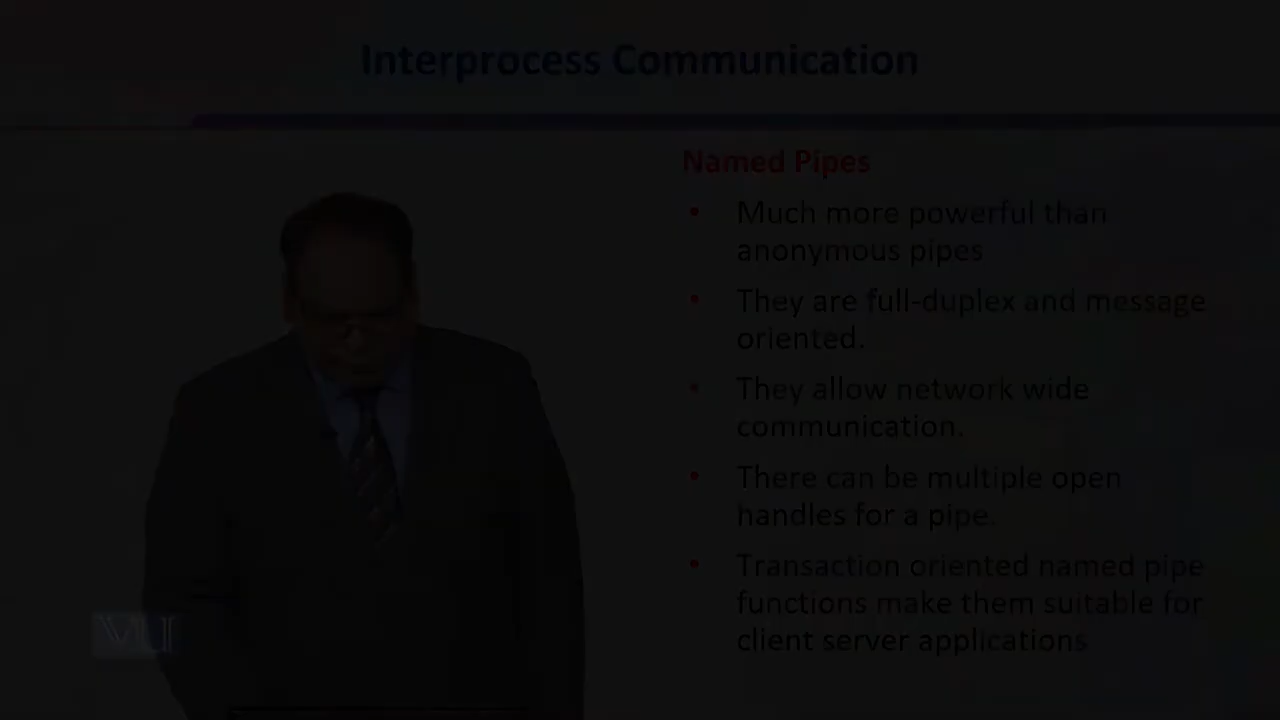 Interprocess Communication
Named Pipes
• Much more powerful than
anonymous pipes
• They are full-duplex and message
oriented.
• They allow network wide
communication.
• There can be multiple open
handles for a pipe.
• Transaction oriented named pipe
functions make them suitable for
client server applications
VU